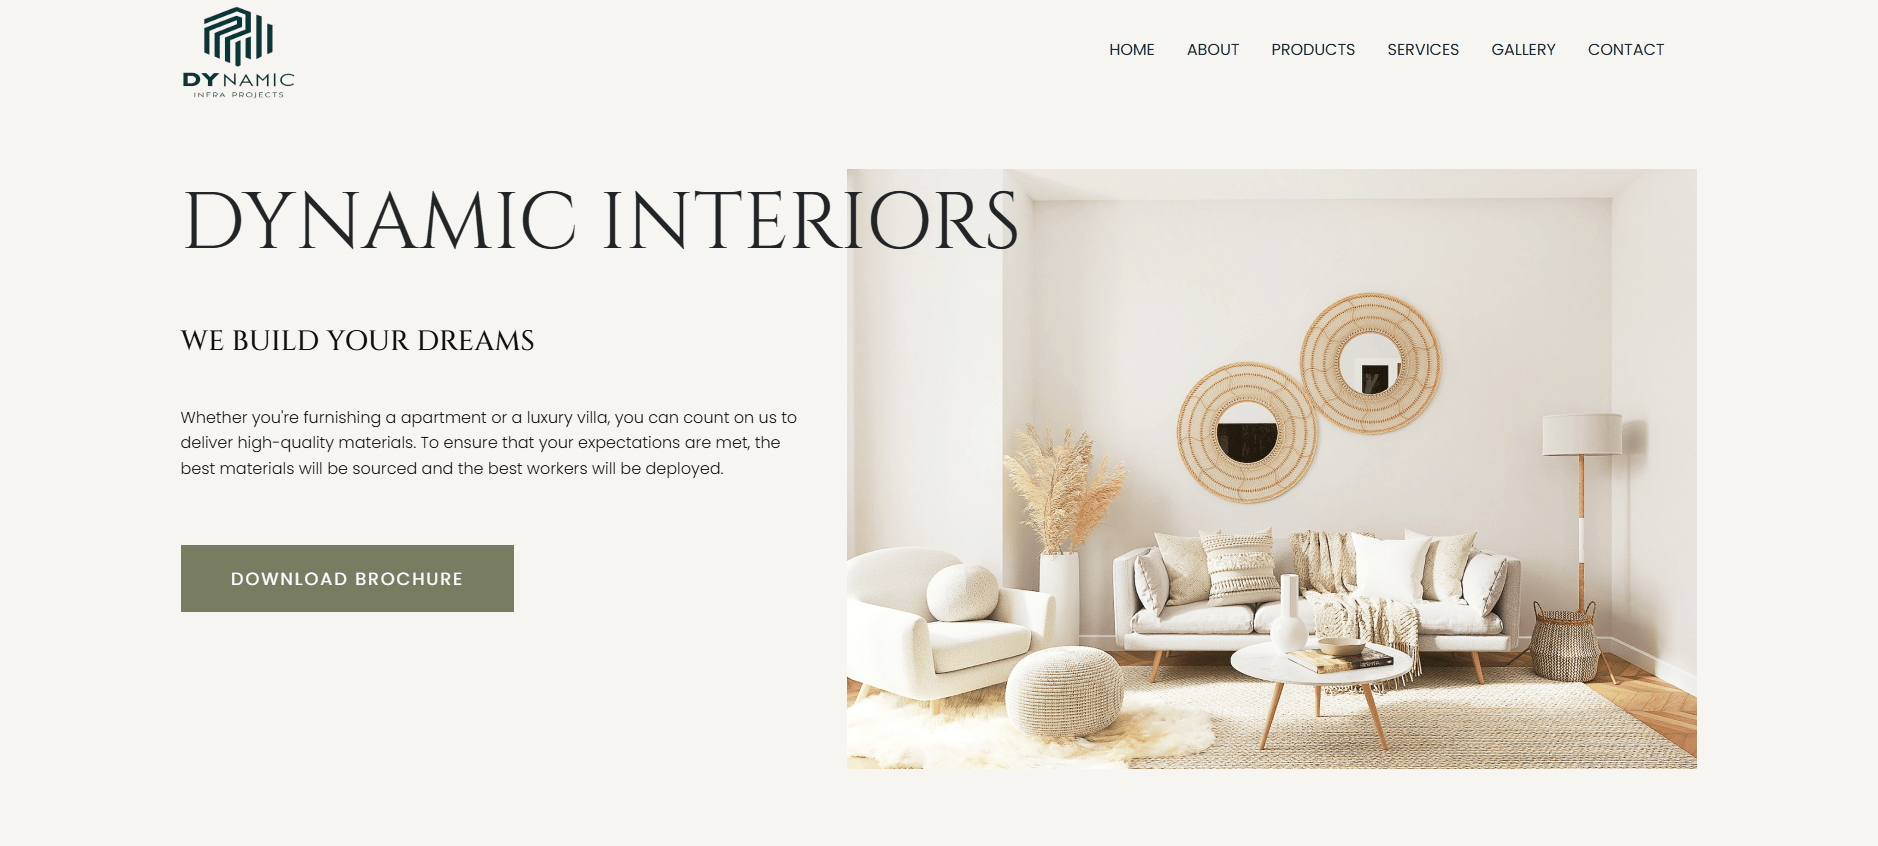 DYNAMIC
INFRA PROJECTS
HOME ABOUT PRODUCTS SERVICES GALLERY CONTACT
DYNAMIC INTERIORS
WE BUILD YOUR DREAMS
Whether you're furnishing a apartment or a luxury villa, you can count on us to
deliver high-quality materials. To ensure that your expectations are met, the
best materials will be sourced and the best workers will be deployed.
DOWNLOAD BROCHURE